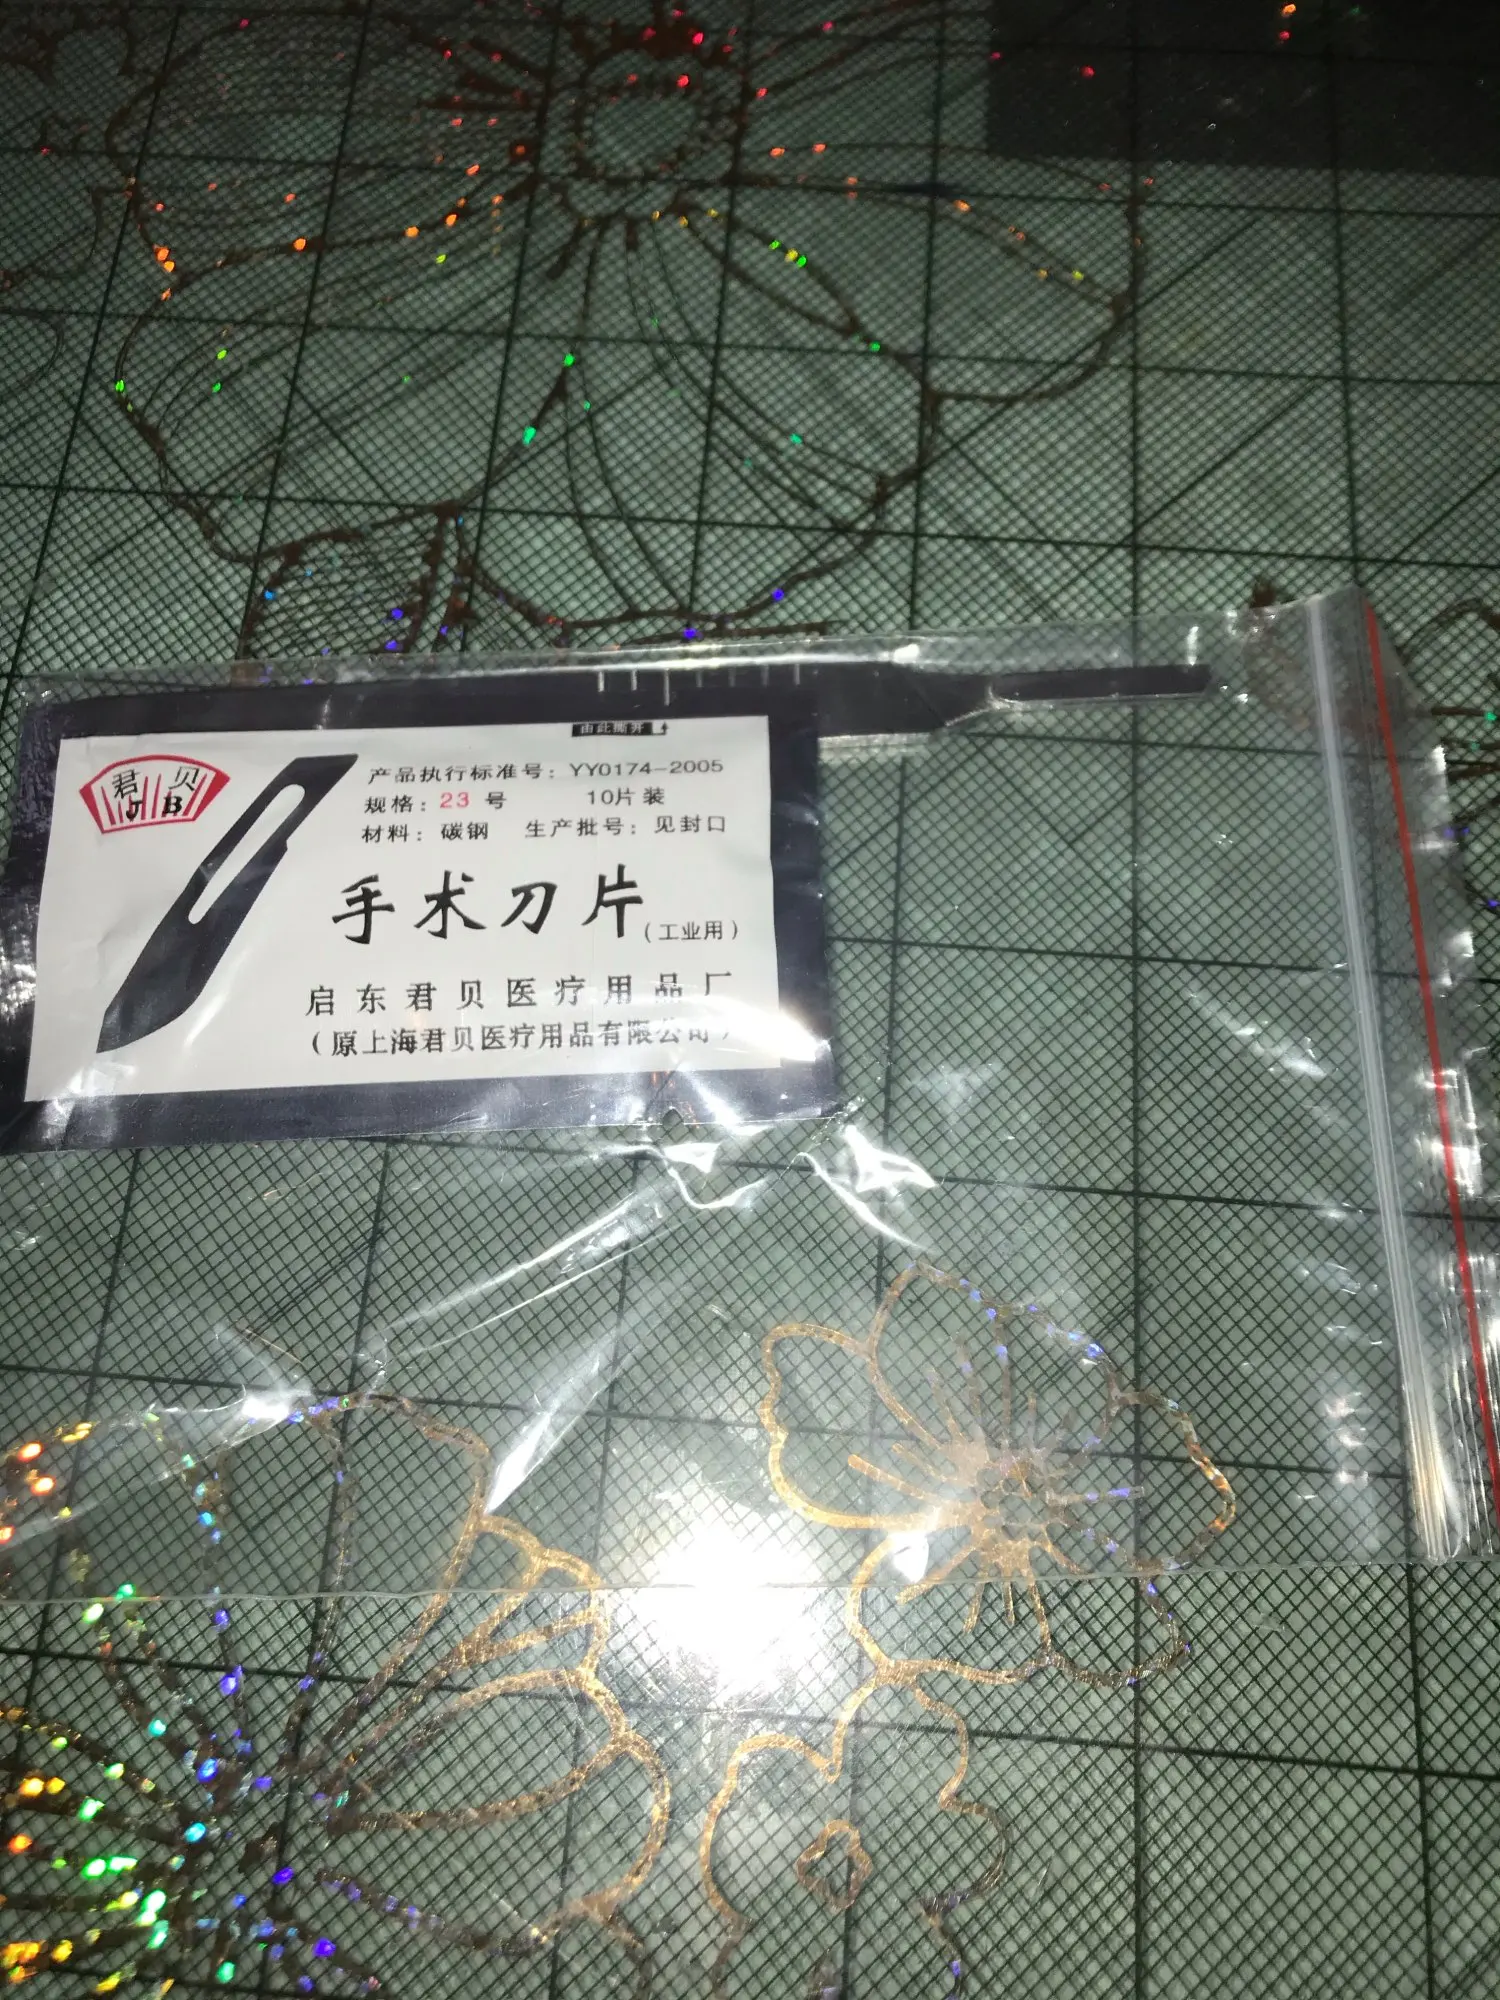 由此撕开
君贝
JB
产品执行标准号：YY0174-2005
规格：23 号 10片装
材料：碳钢 生产批号：见封口
手术刀片（工业用）
启东君贝医疗用品厂
（原上海君贝医疗用品有限公司）